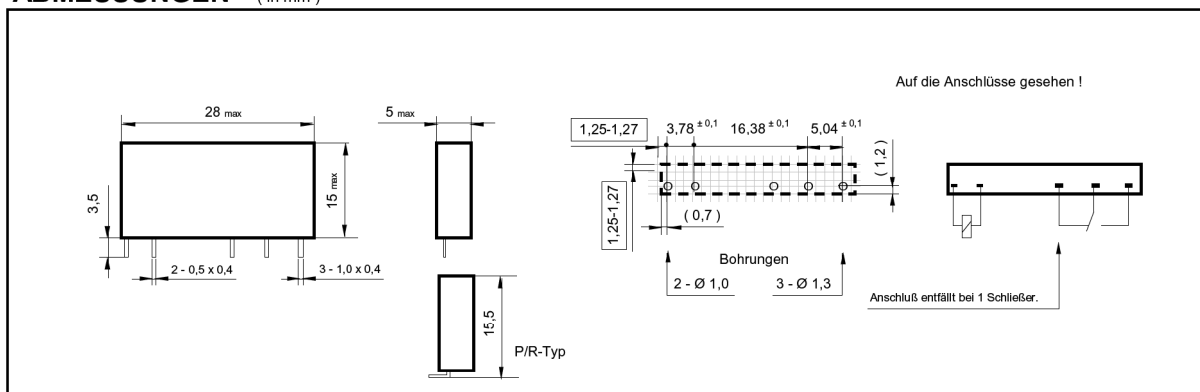 ABMESSUNGEN ( in mm )
Auf die Anschlüsse gesehen !
28 max
5 max
1,25-1,27
3,78 ± 0,1
16,38 ± 0,1
5,04 ± 0,1
( 1,2 )
15 max
3,5
1,25-1,27
( 0,7 )
2 - 0,5 x 0,4
3 - 1,0 x 0,4
Bohrungen
2 - Ø 1,0
3 - Ø 1,3
Anschluß entfällt bei 1 Schließer.
15,5
P/R-Typ